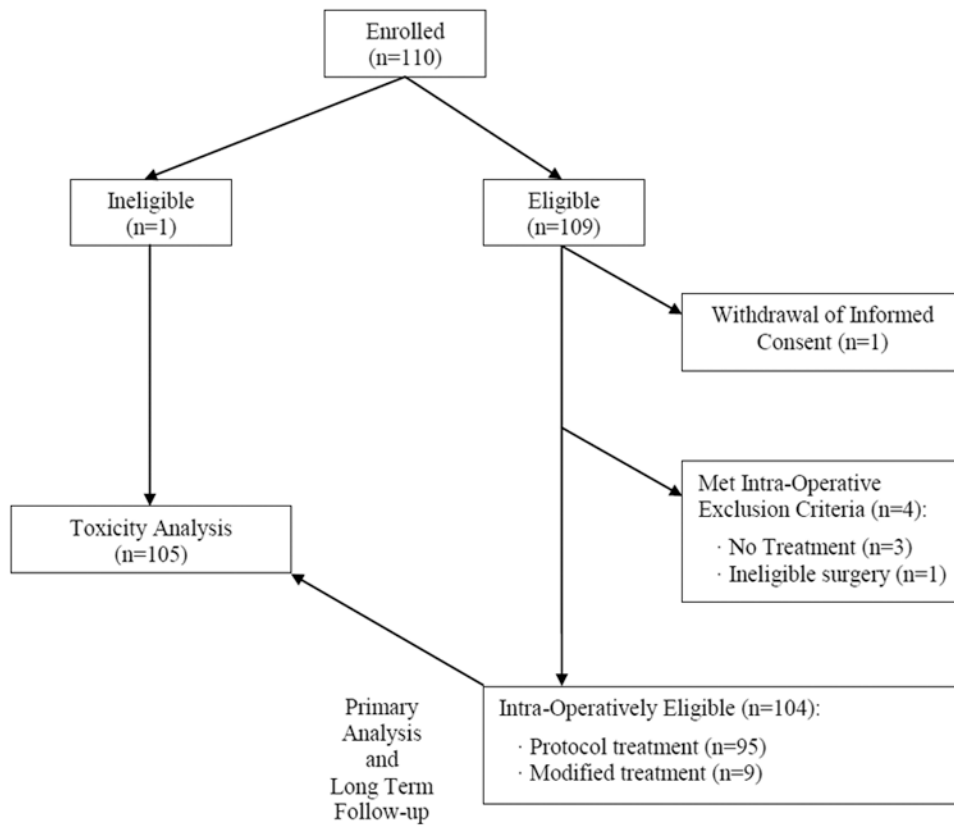 Enrolled
(n=110)
Ineligible
(n=1)
Eligible
(n=109)
Withdrawal of Informed
Consent (n=1)
Met Intra-Operative
Exclusion Criteria (n=4):
· No Treatment (n=3)
· Ineligible surgery (n=1)
Toxicity Analysis
(n=105)
Primary
Analysis
and
Long Term
Follow-up
Intra-Operatively Eligible (n=104):
· Protocol treatment (n=95)
· Modified treatment (n=9)